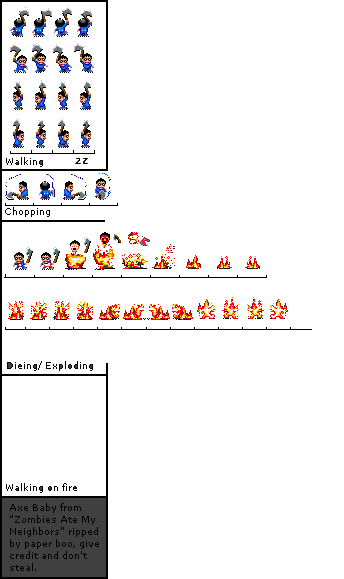 Walking 22
Chopping
Dieing/ Exploding
Walking on fire
Axe Baby from
"Zombies Ate My
Neighbors" ripped
by paper boo, give
credit and don't
steal.